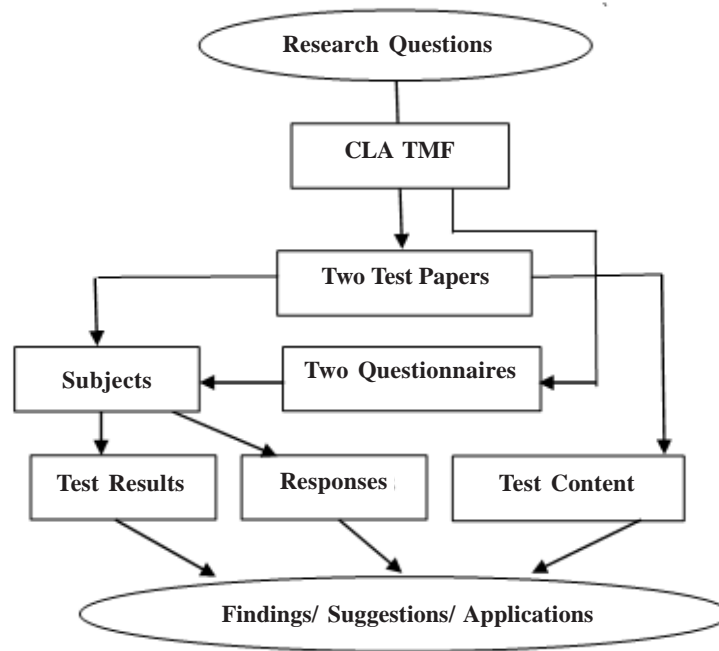 Research Questions
CLA TMF
Two Test Papers
Subjects
Two Questionnaires
Test Results
Responses
Test Content
Findings/ Suggestions/ Applications